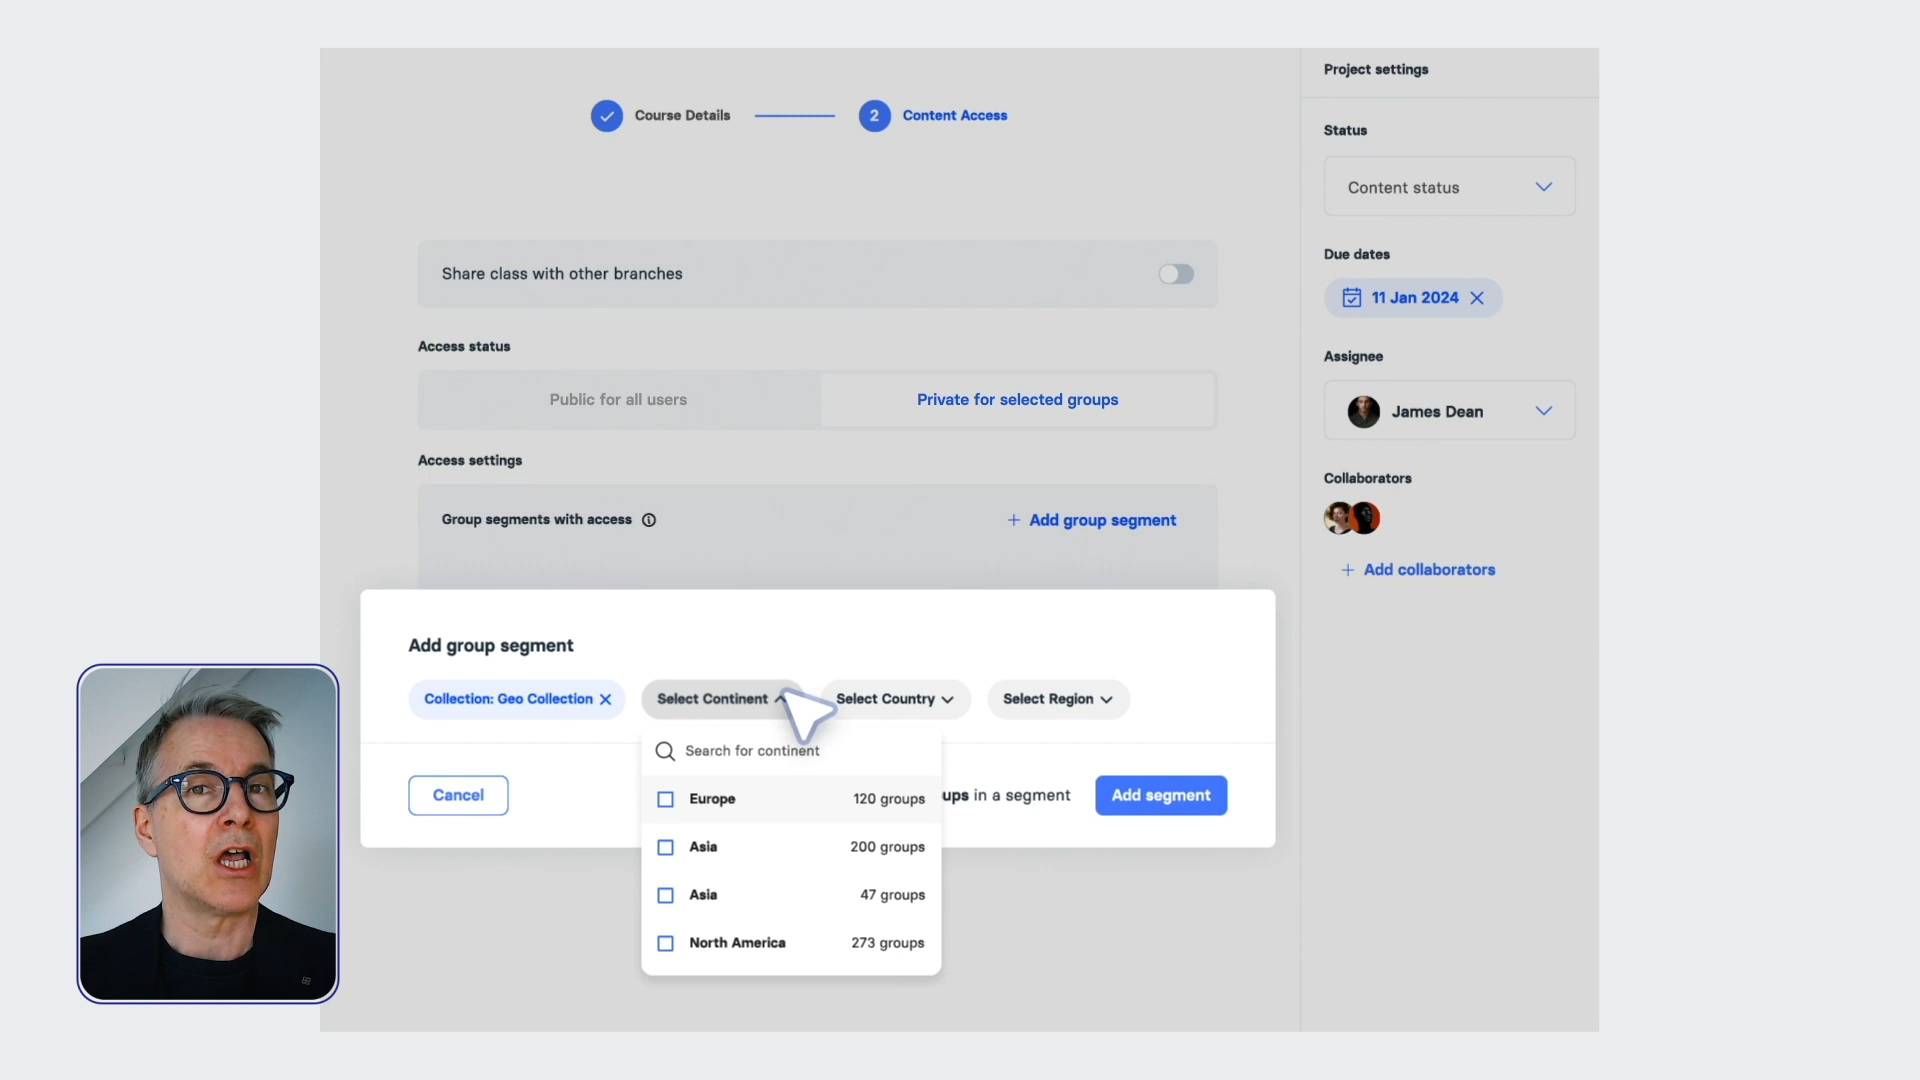 Project settings
Course Details
2
Content Access
Status
Content status
Share class with other branches
Due dates
11 Jan 2024
Access status
Assignee
Public for all users
Private for selected groups
James Dean
Access settings
Collaborators
Group segments with access
+ Add group segment
+ Add collaborators
Add group segment
Collection: Geo Collection
Select Continent
Select Country
Select Region
Search for continent
Cancel
Europe 120 groups
ups in a segment
Add segment
Asia 200 groups
Asia 47 groups
North America 273 groups